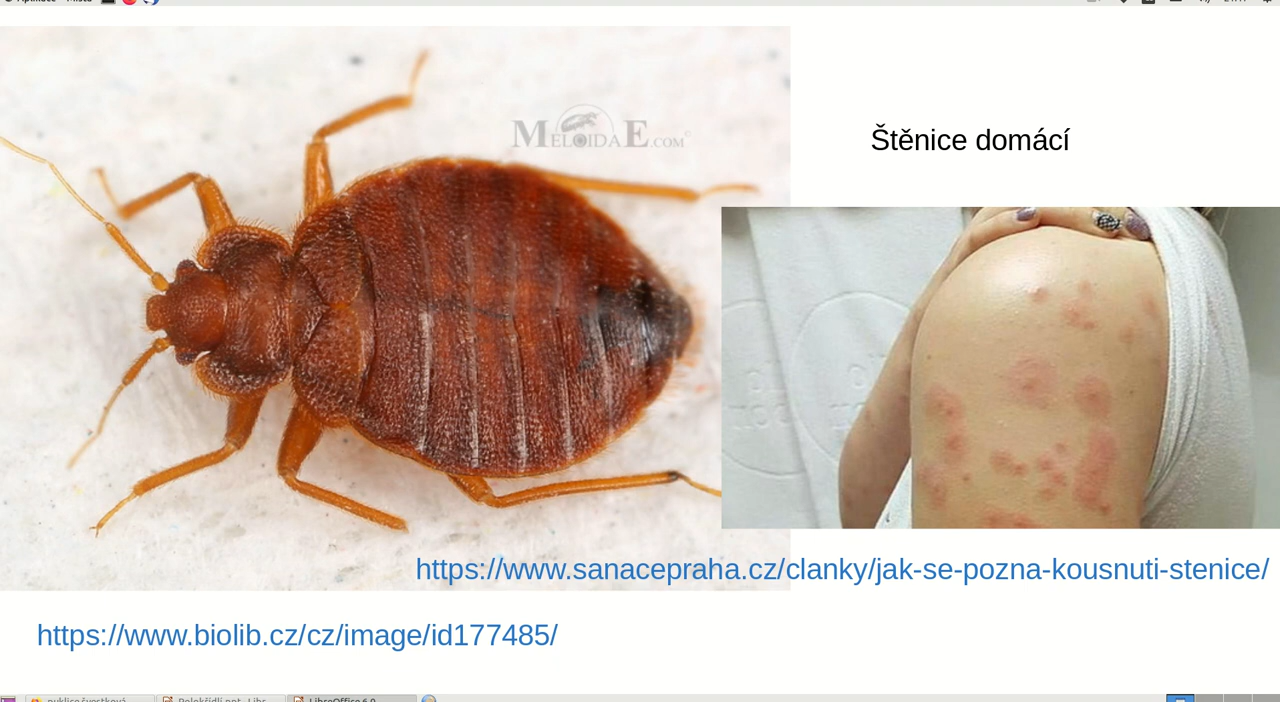 MELOIDAE.COM©
Štěnice domácí
https://www.sanacepraha.cz/clanky/jak-se-pozna-kousnuti-stenice/
https://www.biolib.cz/cz/image/id177485/